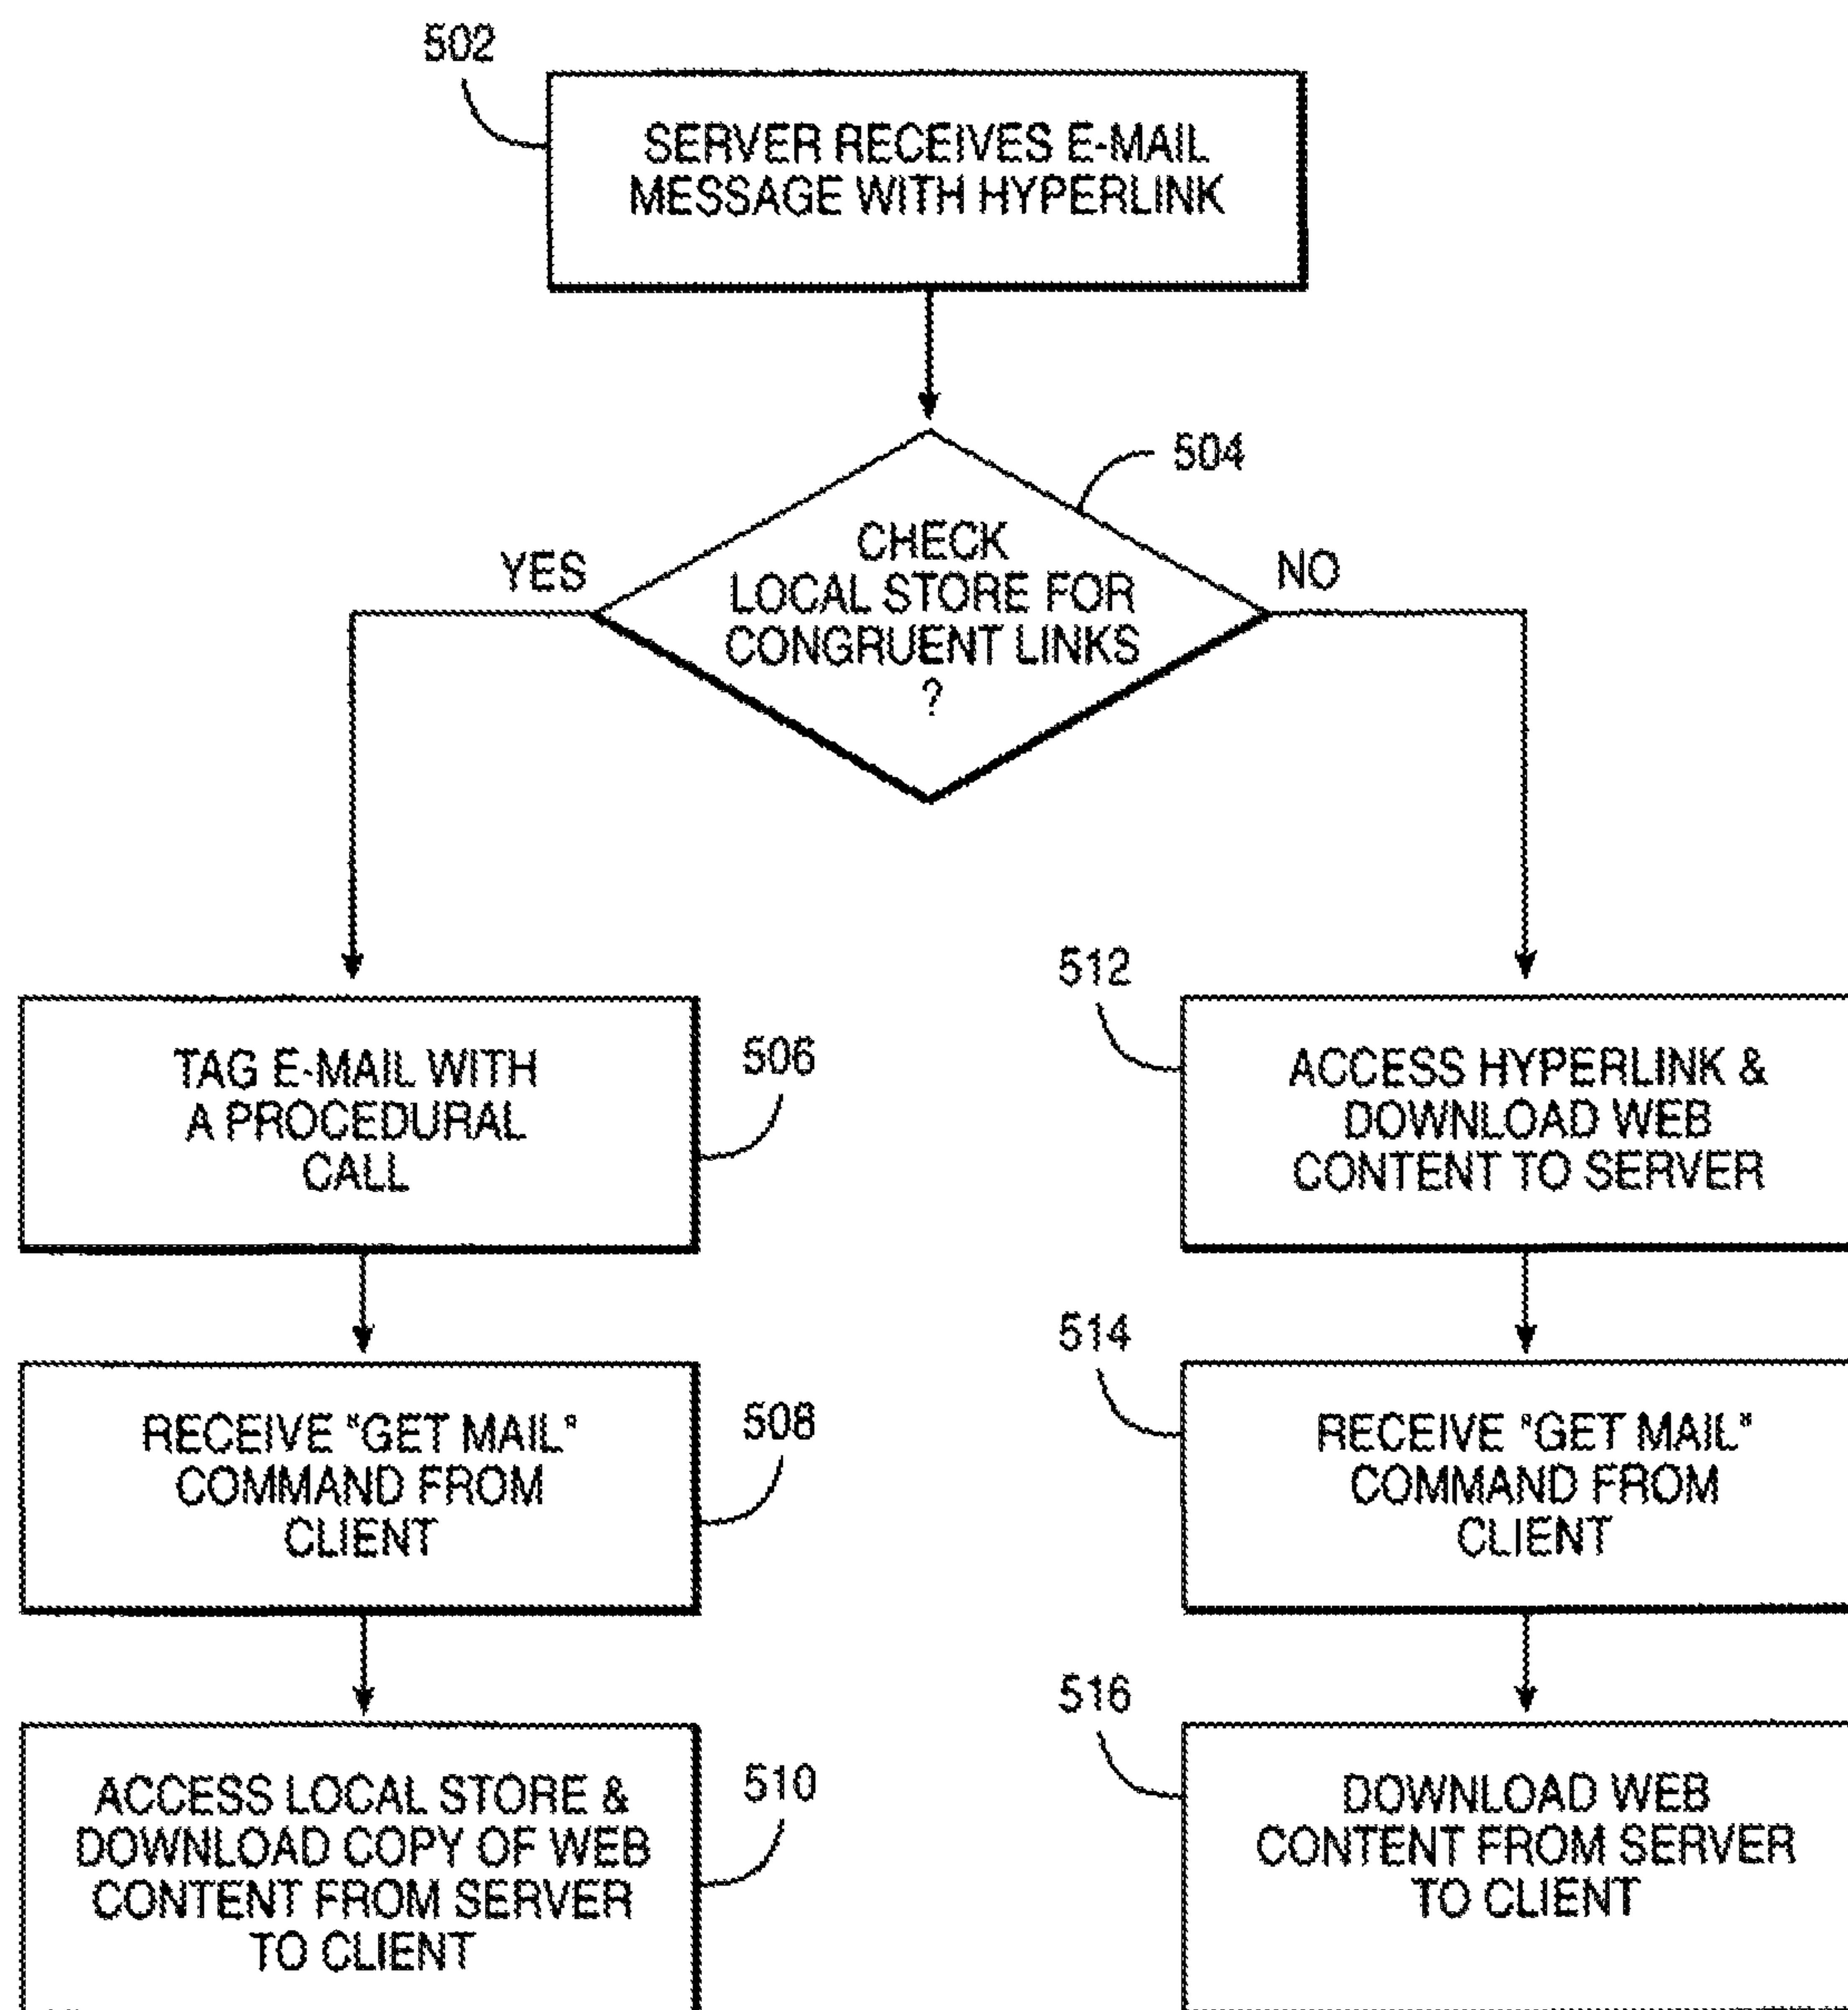 502
SERVER RECEIVES E-MAIL
MESSAGE WITH HYPERLINK
504
CHECK
LOCAL STORE FOR
CONGRUENT LINKS
?
YES
NO
506
TAG E-MAIL WITH
A PROCEDURAL
CALL
508
RECEIVE "GET MAIL"
COMMAND FROM
CLIENT
510
ACCESS LOCAL STORE &
DOWNLOAD COPY OF WEB
CONTENT FROM SERVER
TO CLIENT
512
ACCESS HYPERLINK &
DOWNLOAD WEB
CONTENT TO SERVER
514
RECEIVE "GET MAIL"
COMMAND FROM
CLIENT
516
DOWNLOAD WEB
CONTENT FROM SERVER
TO CLIENT